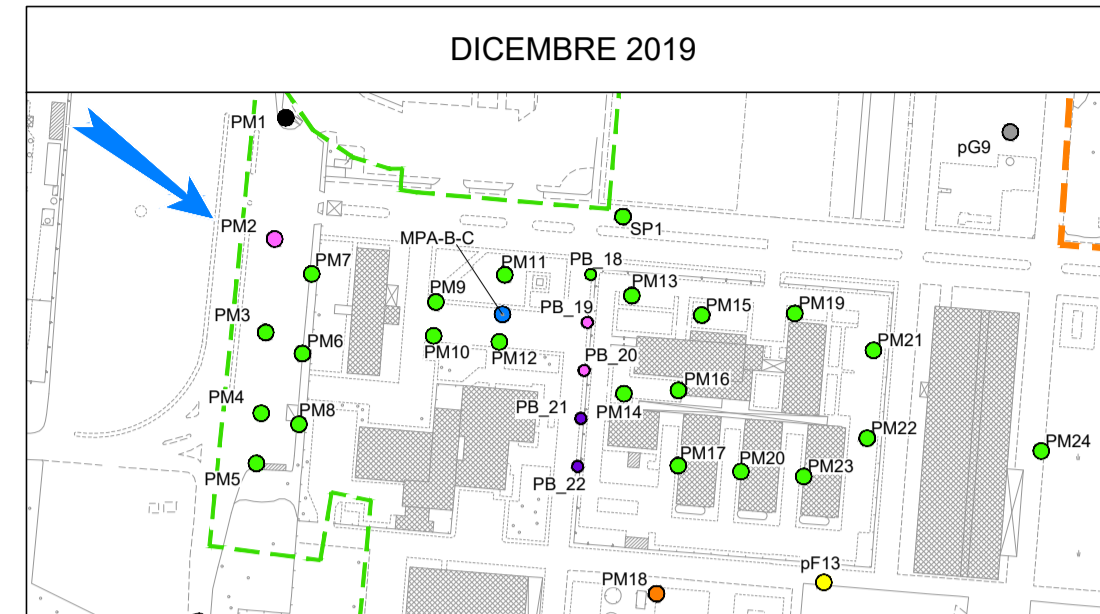 DICEMBRE 2019
PM1
pG9
PM2
SP1
MPA-B-C
PM7
PM11
PB_18
PM13
PM9
PB_19
PM15
PM19
PM3
PM6
PM10
PM12
PB_20
PM21
PM16
PM4
PM8
PB_21
PM14
PM22
PM24
PM5
PB_22
PM17
PM20
PM23
pF13
PM18